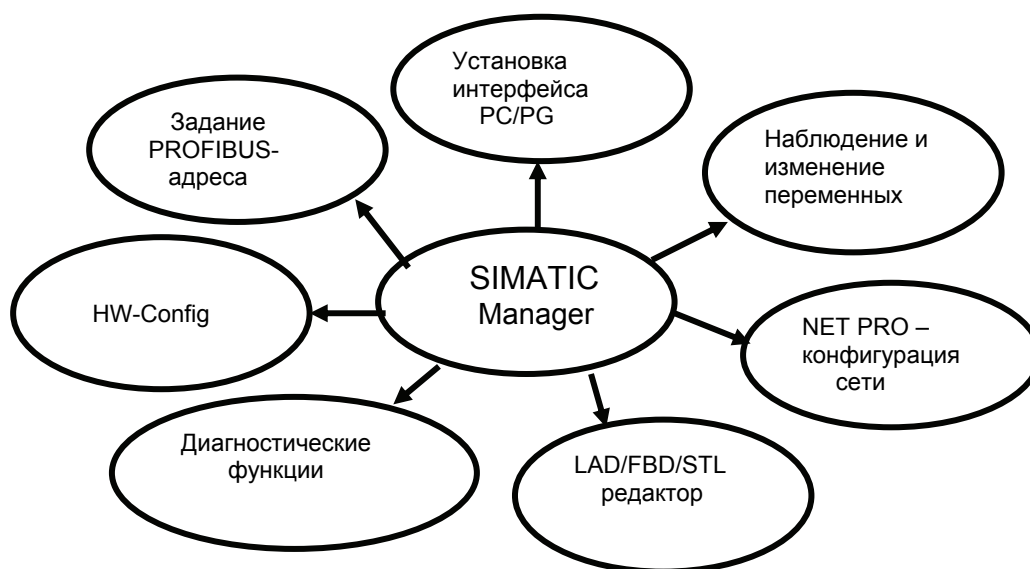 Установка
интерфейса
PC/PG
Задание
PROFIBUS-
адреса
Наблюдение и
изменение
переменных
SIMATIC
Manager
HW-Config
NET PRO –
конфигурация
сети
Диагностические
функции
LAD/FBD/STL
редактор